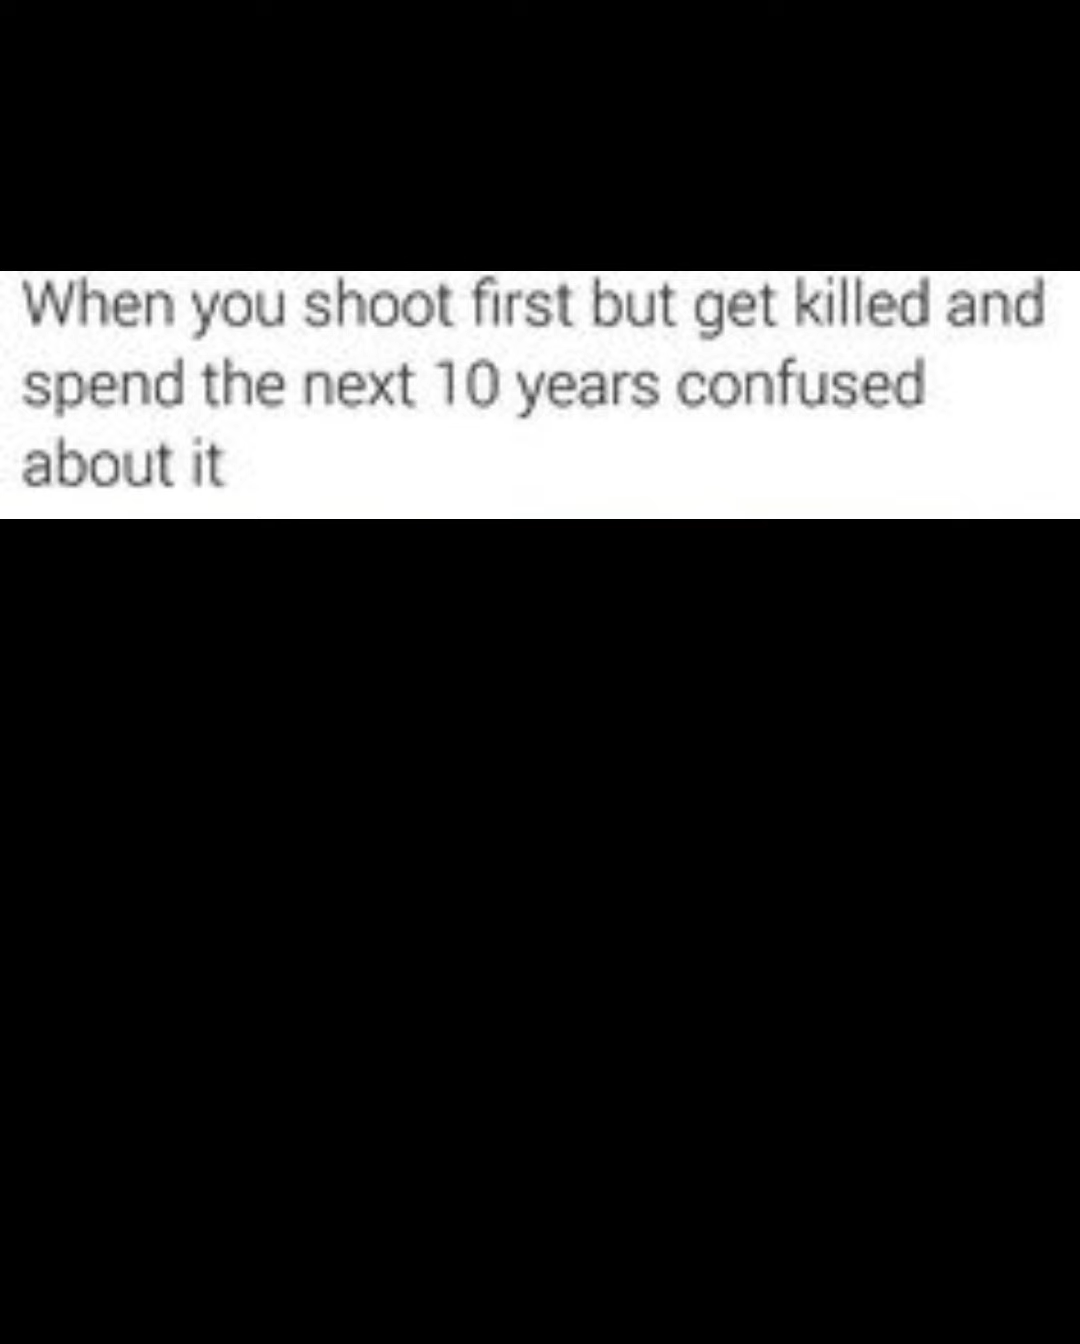 When you shoot first but get killed and
spend the next 10 years confused
about it